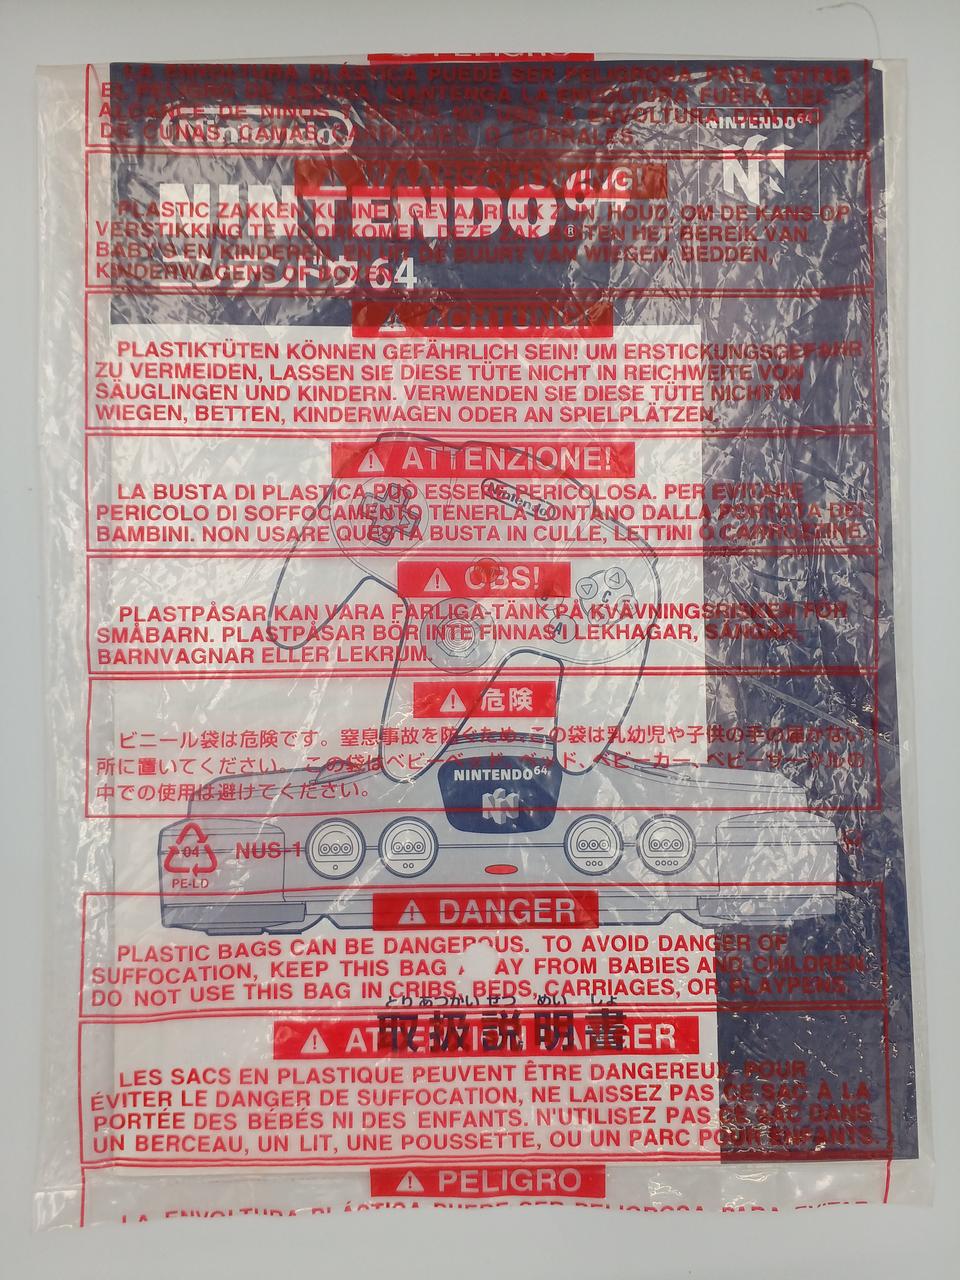 PELIGRO
LA ENVOLTURA PLÁSTICA PUEDE SER PELIGROSA. PARA EVITAR
EL PELIGRO DE ASFIXIA, MANTENGA LA ENVOLTURA FUERA DEL
ALCANCE DE NIÑOS Y BEBES. NO USE LA ENVOLTURA DENTRO
DE CUNAS, CAMAS, CARRUAJES, O CORRALES.
Nintendo
NINTENDO64
WAARSCHUWING!
NINTENDO64
PLASTIC ZAKKEN KUNNEN GEVAARLIJK ZIJN, HOUD, OM DE KANS OP
VERSTIKKING TE VOORKOMEN, DEZE ZAK BUITEN HET BEREIK VAN
BABY'S EN KINDEREN, EN UIT DE BUURT VAN WIEGEN, BEDDEN,
KINDERWAGENS OF BOXEN.
64
ACHTUNG!
PLASTIKTÜTEN KÖNNEN GEFÄHRLICH SEIN! UM ERSTICKUNGSGEFAHR
ZU VERMEIDEN, LASSEN SIE DIESE TÜTE NICHT IN REICHWEITE VON
SÄUGLINGEN UND KINDERN. VERWENDEN SIE DIESE TÜTE NICHT IN
WIEGEN, BETTEN, KINDERWAGEN ODER AN SPIELPLÄTZEN.
ATTENZIONE!
LA BUSTA DI PLASTICA PUO ESSERE PERICOLOSA. PER EVITARE
PERICOLO DI SOFFOCAMENTO TENERLA LONTANO DALLA PORTATA DEI
BAMBINI. NON USARE QUESTA BUSTA IN CULLE, LETTINI O CARROZZINE.
Nintendo
OBS!
PLASTPÅSAR KAN VARA FARLIGA-TÄNK PÅ KVÄVNINGSRISKEN FÖR
SMÅBARN. PLASTPÅSAR BÖR INTE FINNAS I LEKHAGAR, SÄNGAR,
BARNVAGNAR ELLER LEKRUM.
B C
A
危険
ビニール袋は危険です。窒息事故を防ぐため、この袋は乳幼児や子供の手の届かない
所に置いてください。この袋はベビーベッド、ベッド、ベビーカー、ベビーサークルの
中での使用は避けてください。
NINTENDO64
04
PE-LD
NUS-1
DANGER
PLASTIC BAGS CAN BE DANGEROUS. TO AVOID DANGER OF
SUFFOCATION, KEEP THIS BAG AY FROM BABIES AND CHILDREN.
DO NOT USE THIS BAG IN CRIBS, BEDS, CARRIAGES, OR PLAYPENS.
とりあつかいせつ めい しょ
取扱説明書
ATTENTION DANGER
LES SACS EN PLASTIQUE PEUVENT ÊTRE DANGEREUX. POUR
ÉVITER LE DANGER DE SUFFOCATION, NE LAISSEZ PAS CE SAC À LA
PORTÉE DES BÉBÉS NI DES ENFANTS. N'UTILISEZ PAS CE SAC DANS
UN BERCEAU, UN LIT, UNE POUSSETTE, OU UN PARC POUR ENFANTS.
PELIGRO
LA ENVOLTURA PLÁSTICA PUEDE SER PELIGROSA. PARA EVITAR